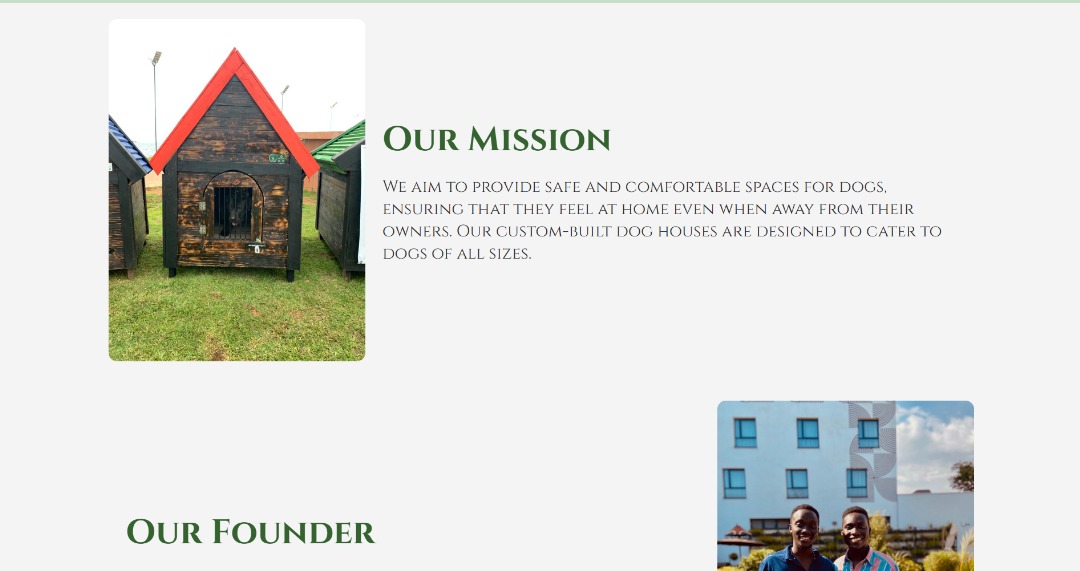 Our Mission
We aim to provide safe and comfortable spaces for dogs,
ensuring that they feel at home even when away from their
owners. Our custom-built dog houses are designed to cater to
dogs of all sizes.
Our Founder